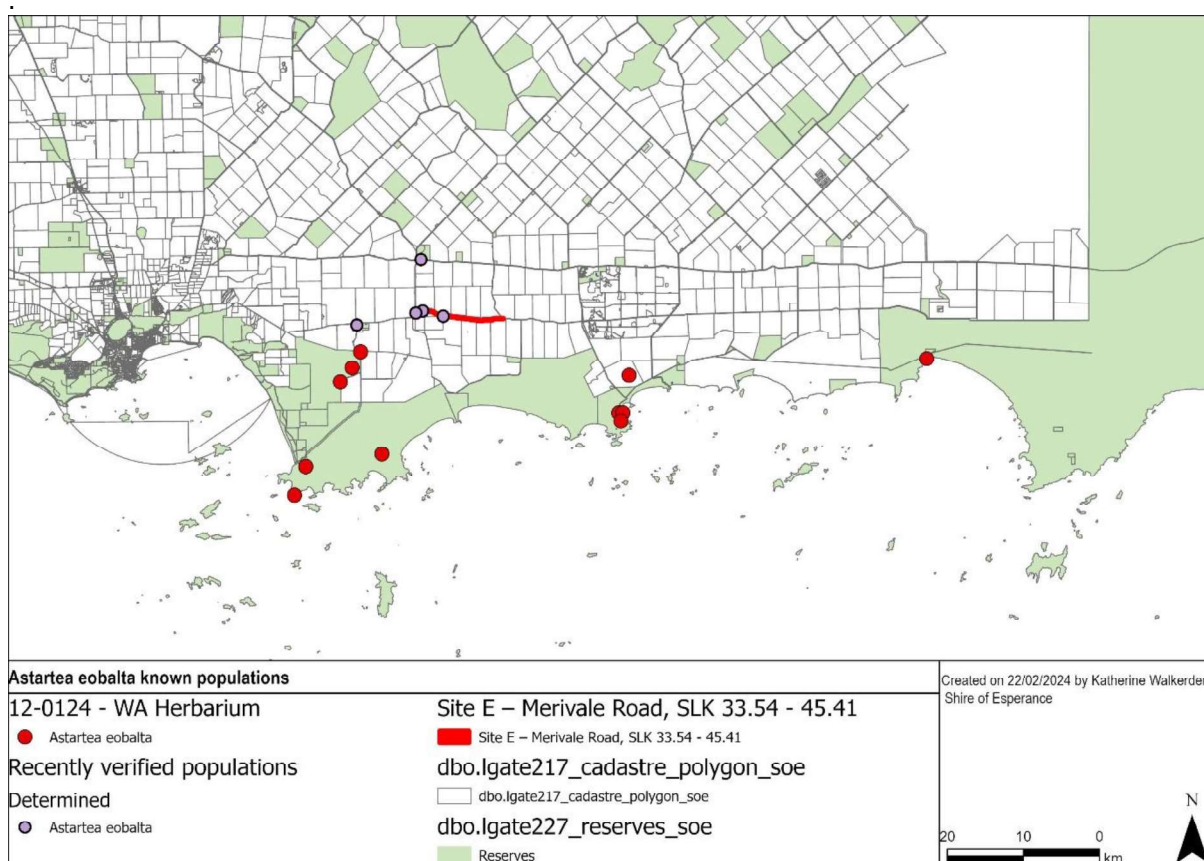 .
Astartea eobalta known populations
12-0124 - WA Herbarium
Astartea eobalta
Recently verified populations
Determined
Astartea eobalta
Site E – Merivale Road, SLK 33.54 - 45.41
Site E – Merivale Road, SLK 33.54 - 45.41
dbo.lgate217_cadastre_polygon_soe
dbo.lgate217_cadastre_polygon_soe
dbo.lgate227_reserves_soe
Reserves
Created on 22/02/2024 by Katherine Walkerden
Shire of Esperance
N
20 10 0
km